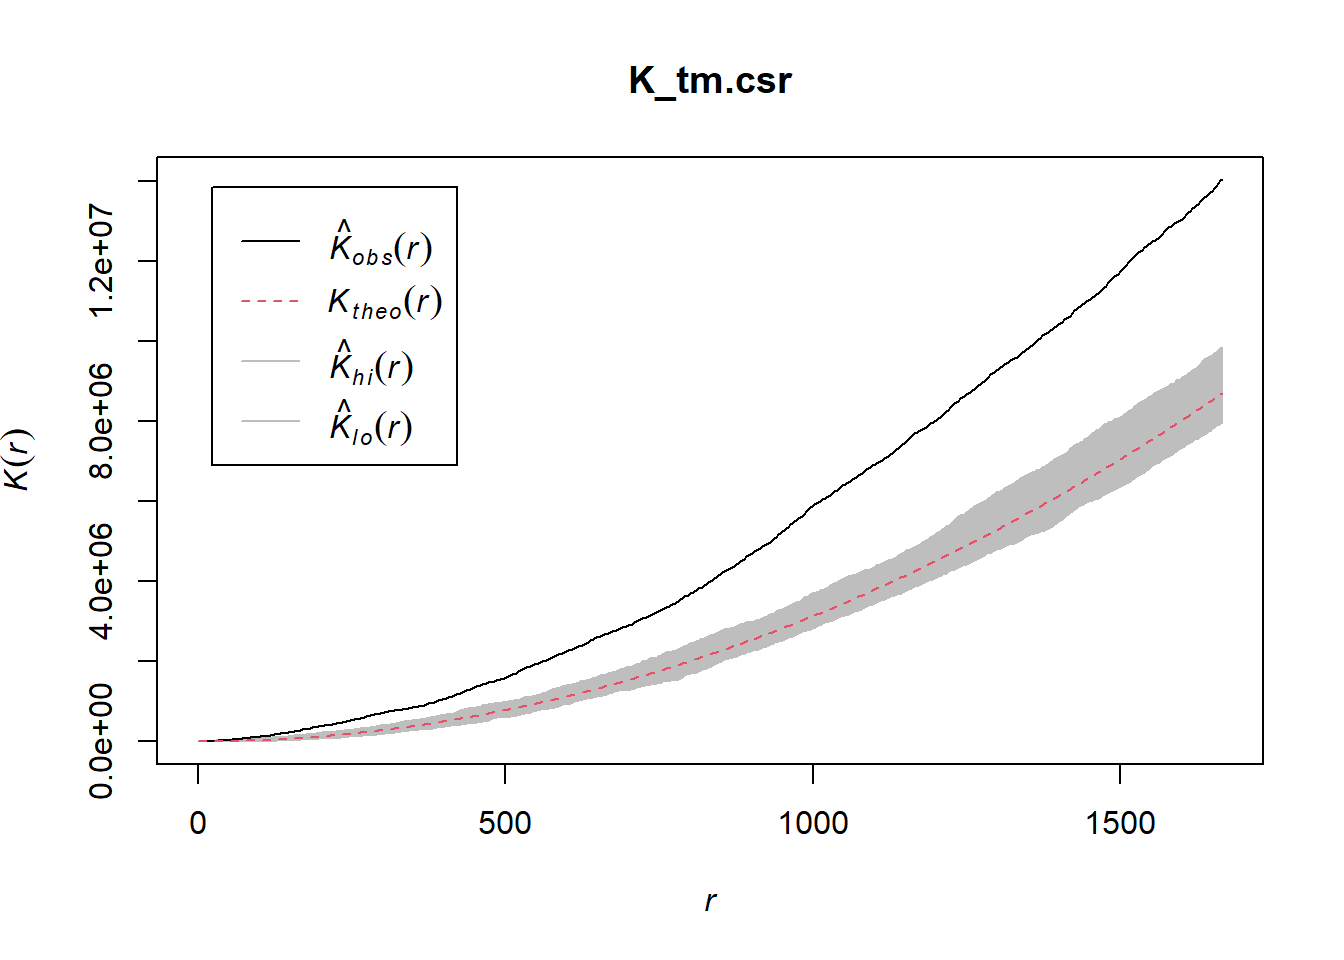 K_tm.csr
K̂obs(r)
Ktheo(r)
K̂hi(r)
K̂lo(r)
K(r)
1.2e+07
8.0e+06
4.0e+06
0.0e+00
0 500 1000 1500
r